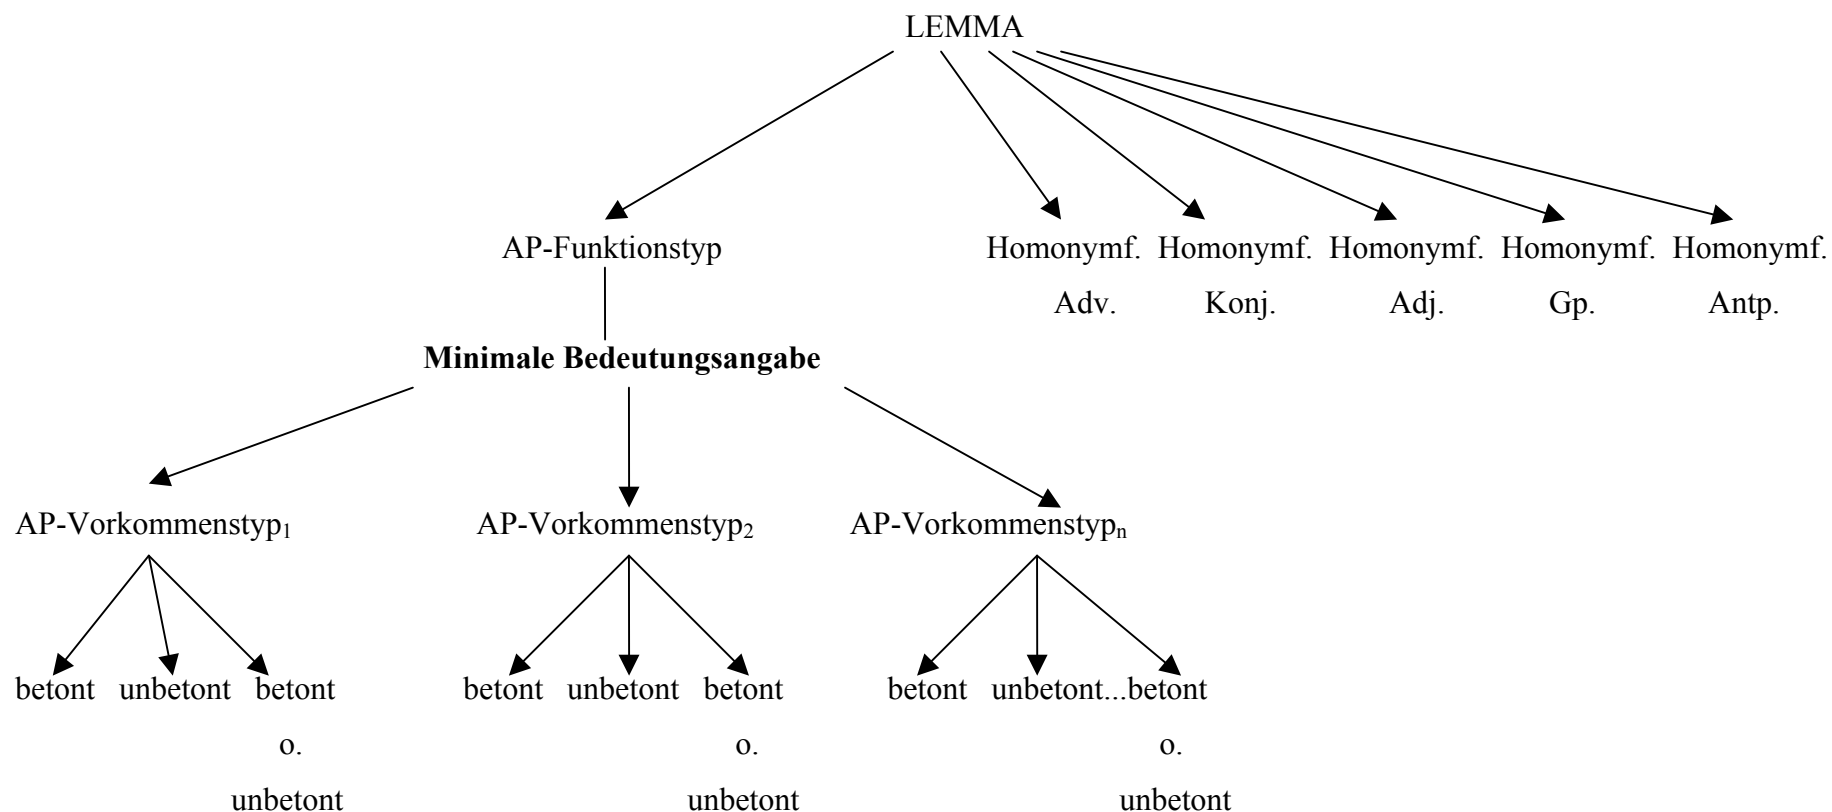 LEMMA
AP-Funktionstyp Homonymf. Homonymf. Homonymf. Homonymf. Homonymf.
Adv. Konj. Adj. Gp. Antp.
Minimale Bedeutungsangabe
AP-Vorkommenstyp₁ AP-Vorkommenstyp₂ AP-Vorkommenstypₙ
betont unbetont betont betont unbetont betont betont unbetont...betont
o. o. o.
unbetont unbetont unbetont